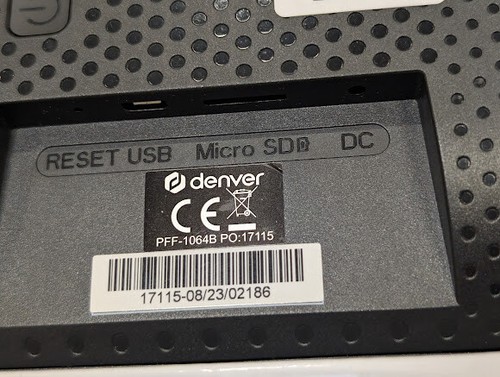 RESET USB Micro SD DC
denver
CE
PFF-1064B PO:17115
17115-08/23/02186